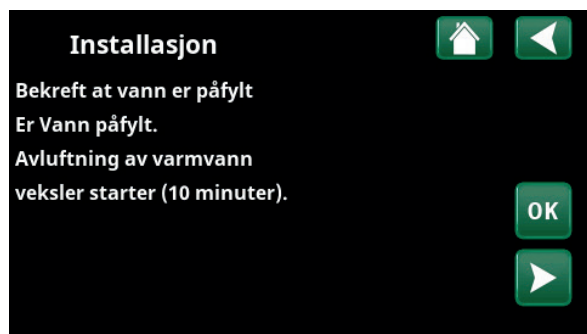 Installasjon
Bekreft at vann er påfylt
Er Vann påfylt.
Avluftning av varmvann
veksler starter (10 minuter).
OK